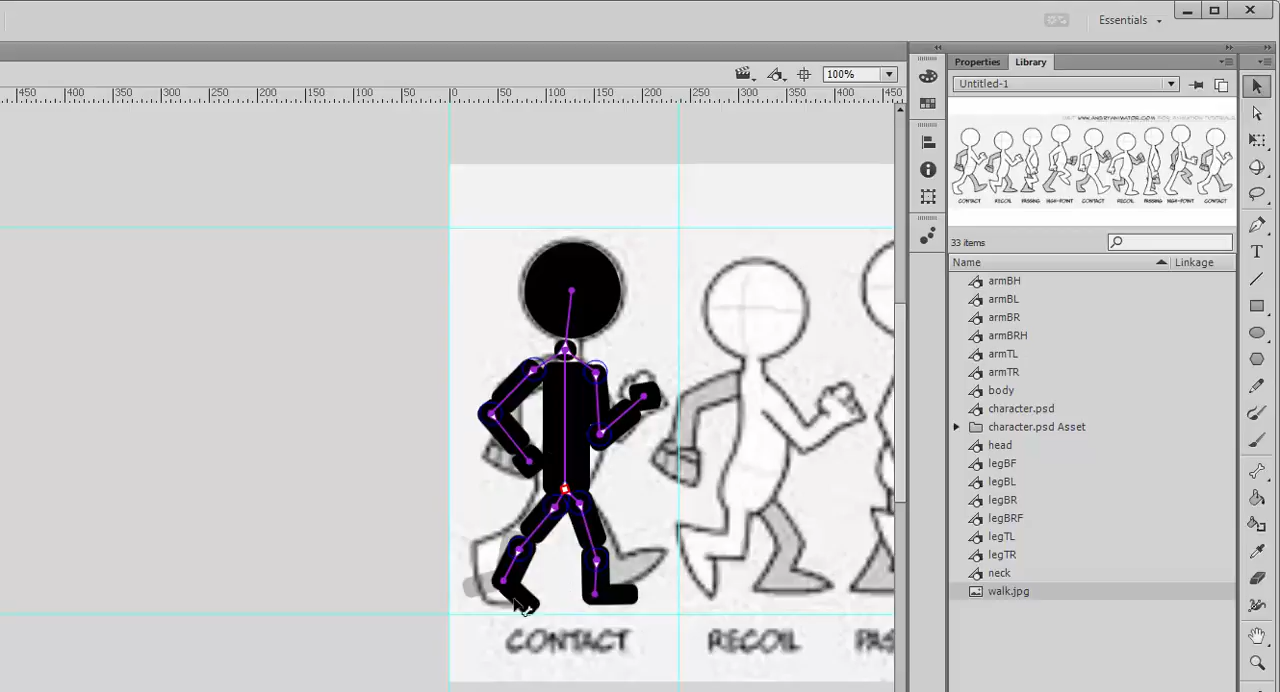 Essentials
100%
Properties
Library
450
400
350
300
250
200
150
100
50
0
50
100
150
200
250
300
350
400
450
Untitled-1
CONTACT
RECOIL
PASSING
HIGH-POINT
CONTACT
RECOIL
PASSING
HIGH-POINT
CONTACT
33 items
Name
Linkage
armBH
armBL
armBR
armBRH
armTL
armTR
body
character.psd
character.psd Asset
head
legBF
legBL
legBR
legBRF
legTL
legTR
neck
walk.jpg
CONTACT
RECOIL
PAS